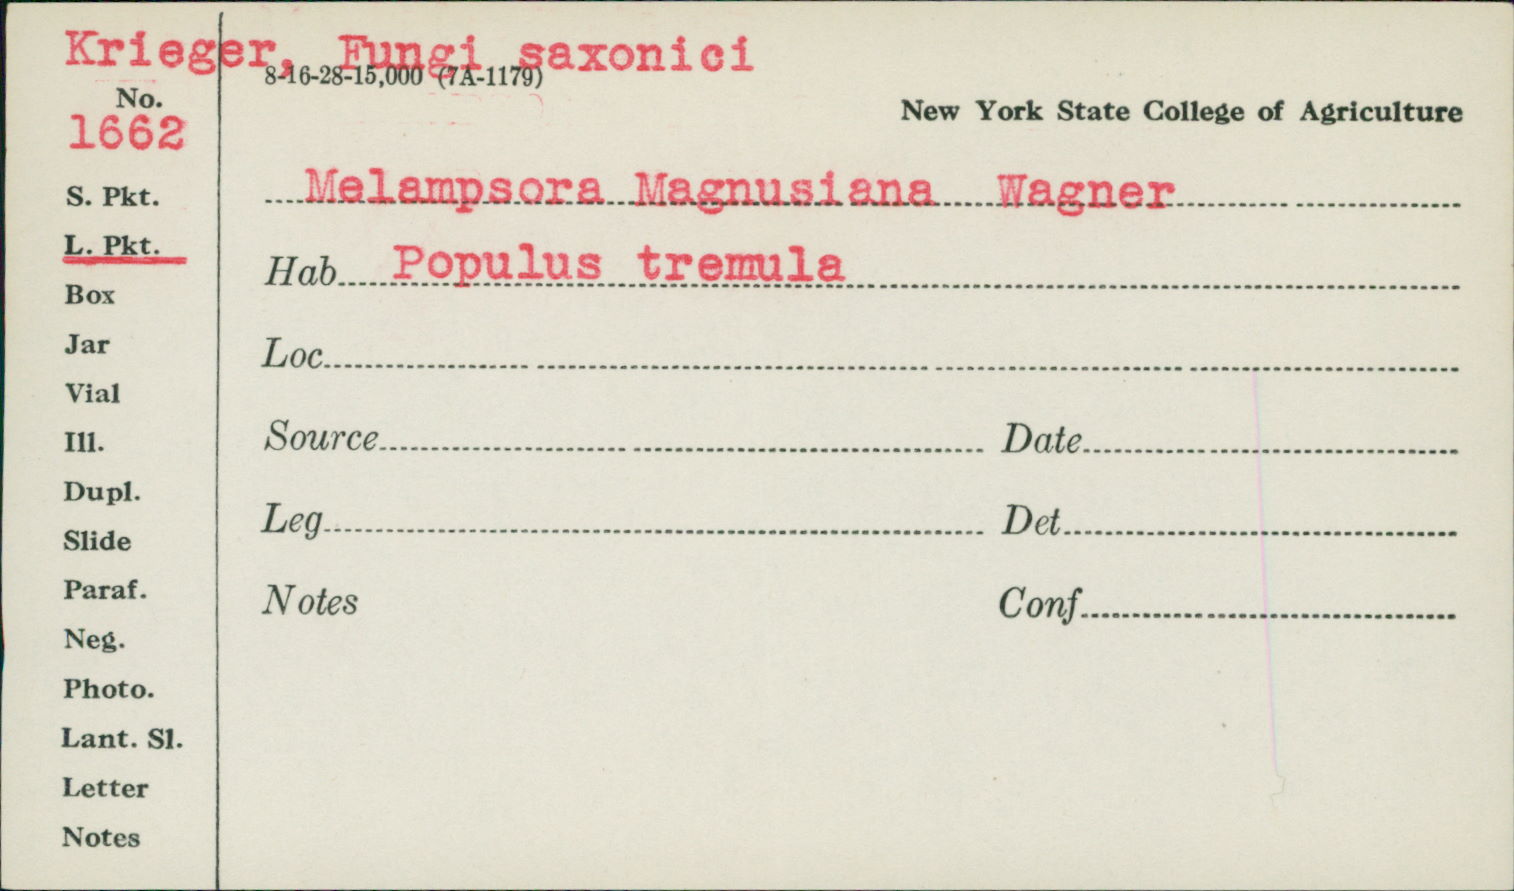 Krieger, Fungi saxonici
8-16-28-15,000 (7A-1179)
No.
1662
New York State College of Agriculture
S. Pkt.
Melampsora Magnusiana Wagner
L. Pkt.
Hab Populus tremula
Box
Jar
Loc
Vial
Ill.
Source Date
Dupl.
Slide
Leg Det
Paraf.
Notes Conf
Neg.
Photo.
Lant. Sl.
Letter
Notes